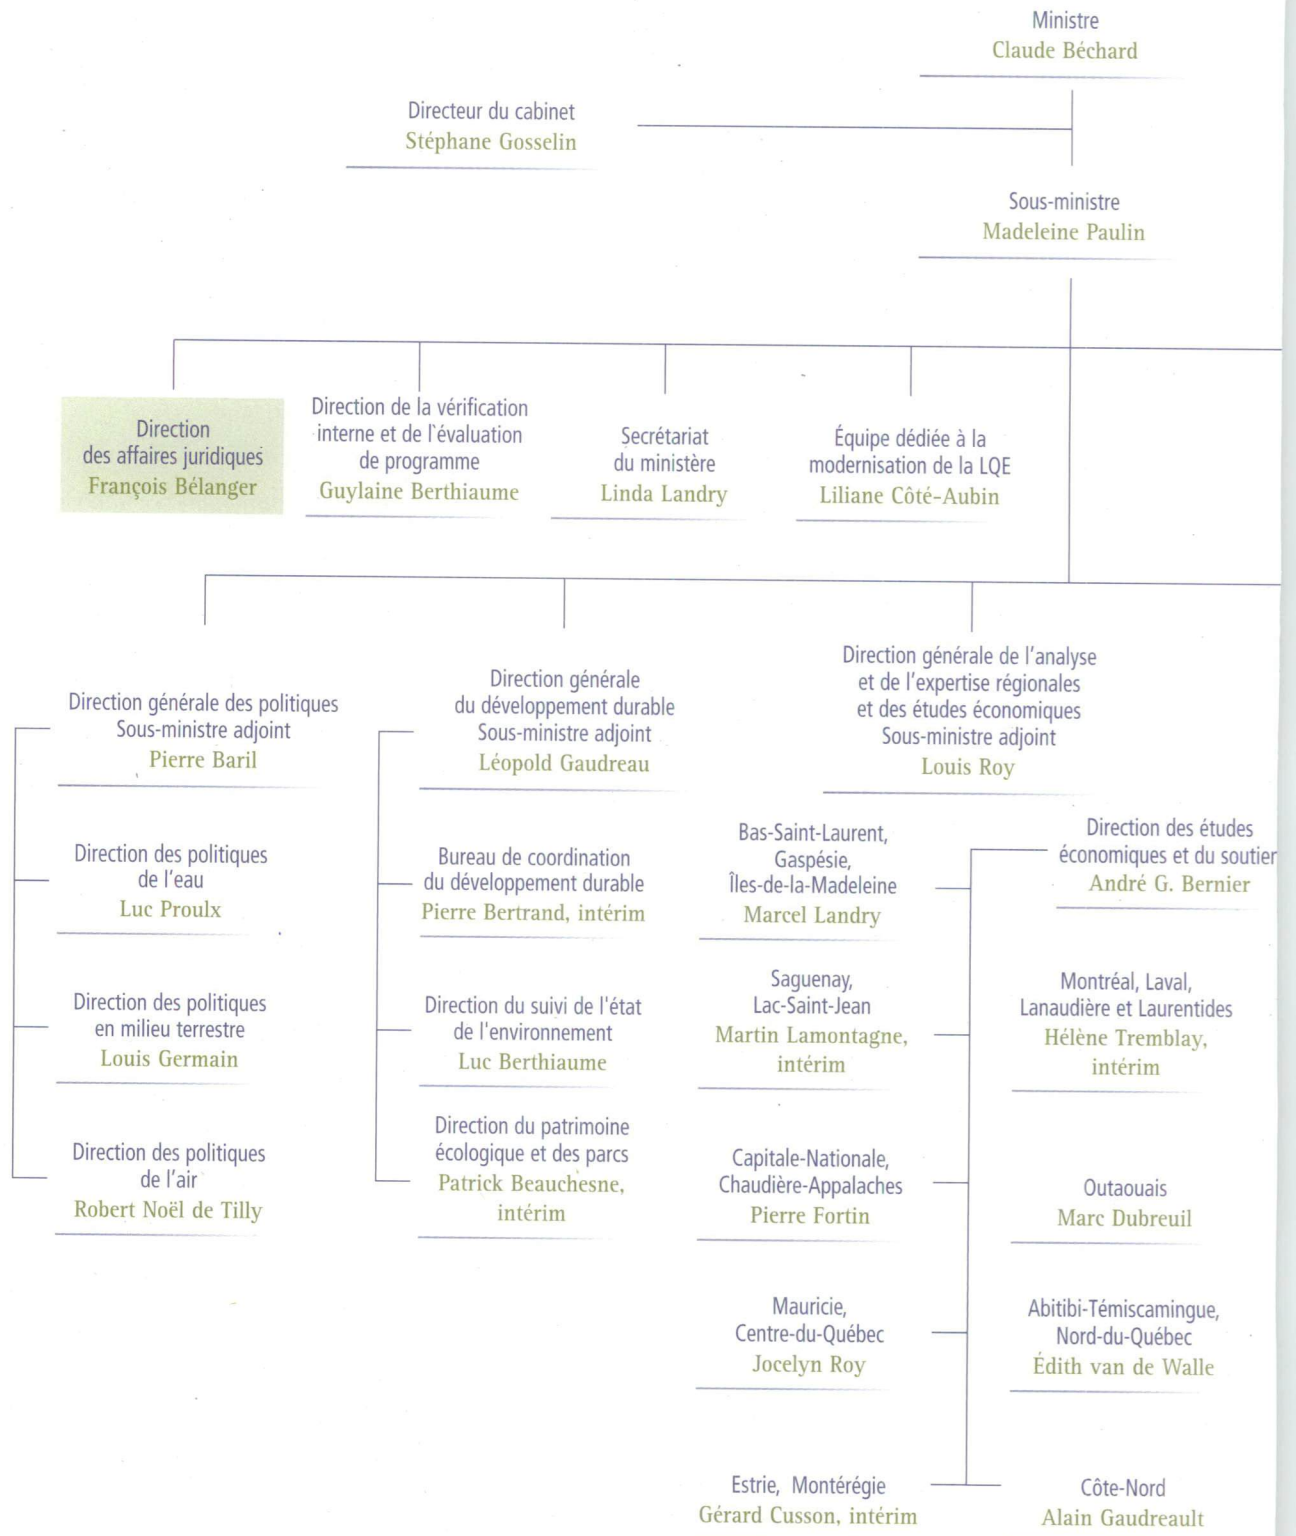 Ministre
Claude Béchard
Directeur du cabinet
Stéphane Gosselin
Sous-ministre
Madeleine Paulin
Direction
des affaires juridiques
François Bélanger
Direction de la vérification
interne et de l'évaluation
de programme
Guylaine Berthiaume
Secrétariat
du ministère
Linda Landry
Équipe dédiée à la
modernisation de la LQE
Liliane Côté-Aubin
Direction générale des politiques
Sous-ministre adjoint
Pierre Baril
Direction des politiques
de l'eau
Luc Proulx
Direction des politiques
en milieu terrestre
Louis Germain
Direction des politiques
de l'air
Robert Noël de Tilly
Direction générale
du développement durable
Sous-ministre adjoint
Léopold Gaudreau
Bureau de coordination
du développement durable
Pierre Bertrand, intérim
Direction du suivi de l'état
de l'environnement
Luc Berthiaume
Direction du patrimoine
écologique et des parcs
Patrick Beauchesne,
intérim
Direction générale de l'analyse
et de l'expertise régionales
et des études économiques
Sous-ministre adjoint
Louis Roy
Bas-Saint-Laurent,
Gaspésie,
Îles-de-la-Madeleine
Marcel Landry
Saguenay,
Lac-Saint-Jean
Martin Lamontagne,
intérim
Capitale-Nationale,
Chaudière-Appalaches
Pierre Fortin
Mauricie,
Centre-du-Québec
Jocelyn Roy
Estrie, Montérégie
Gérard Cusson, intérim
Direction des études
économiques et du soutien
André G. Bernier
Montréal, Laval,
Lanaudière et Laurentides
Hélène Tremblay,
intérim
Outaouais
Marc Dubreuil
Abitibi-Témiscamingue,
Nord-du-Québec
Édith van de Walle
Côte-Nord
Alain Gaudreault